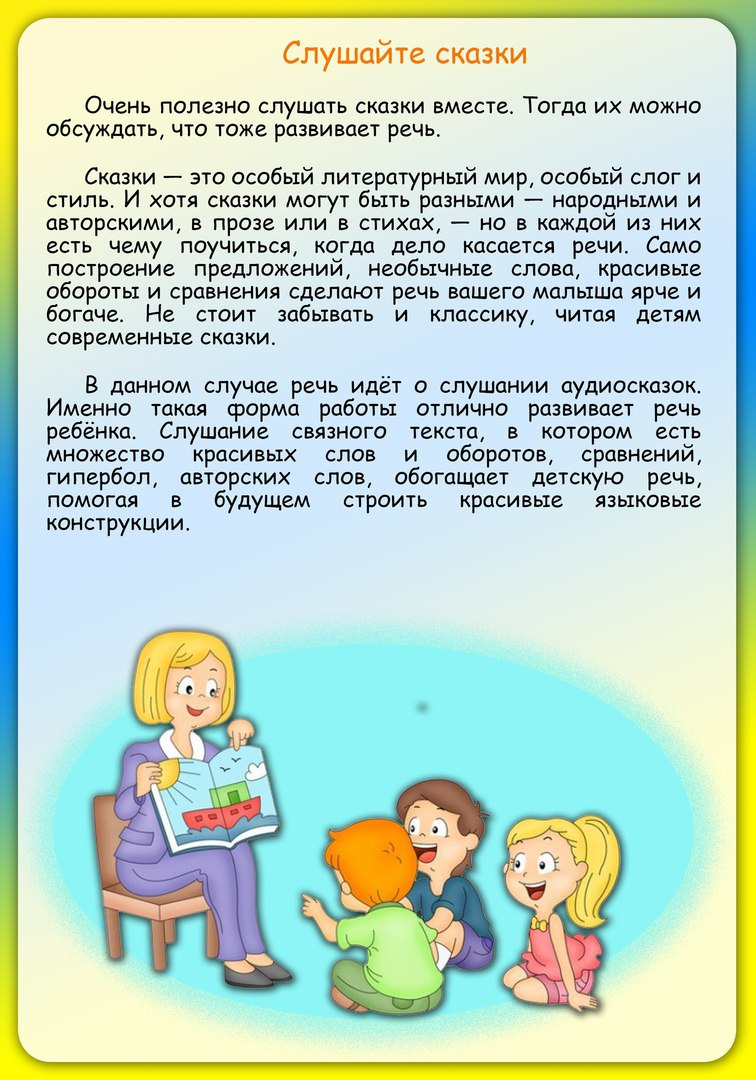 Слушайте сказки
Очень полезно слушать сказки вместе. Тогда их можно
обсуждать, что тоже развивает речь.
Сказки — это особый литературный мир, особый слог и
стиль. И хотя сказки могут быть разными — народными и
авторскими, в прозе или в стихах, — но в каждой из них
есть чему поучиться, когда дело касается речи. Само
построение предложений, необычные слова, красивые
обороты и сравнения сделают речь вашего малыша ярче и
богаче. Не стоит забывать и классику, читая детям
современные сказки.
В данном случае речь идёт о слушании аудиосказок.
Именно такая форма работы отлично развивает речь
ребёнка. Слушание связного текста, в котором есть
множество красивых слов и оборотов, сравнений,
гипербол, авторских слов, обогащает детскую речь,
помогая в будущем строить красивые языковые
конструкции.